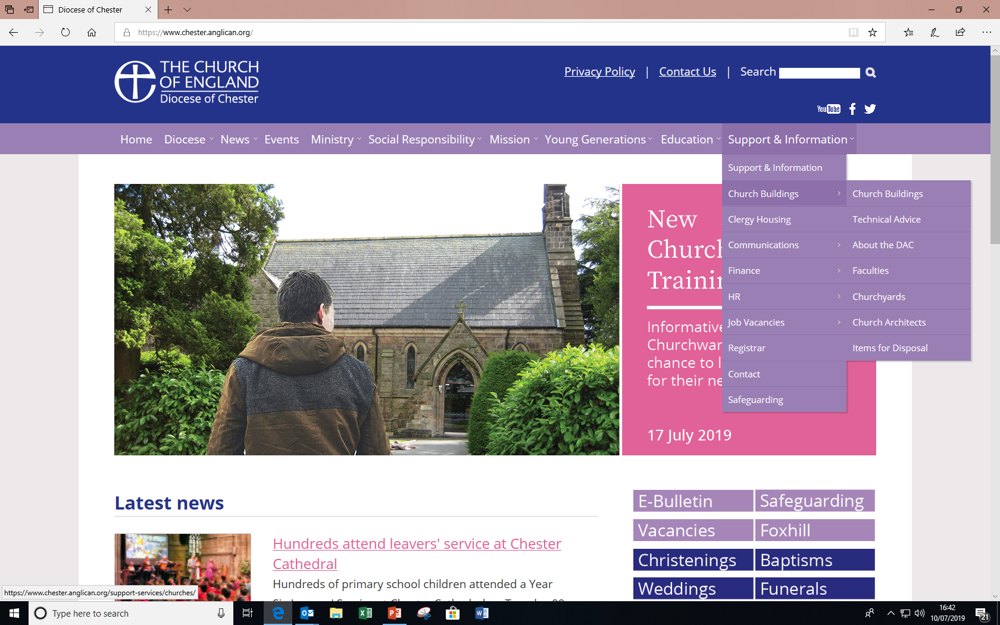 Diocese of Chester
https://www.chester.anglican.org/
THE CHURCH
OF ENGLAND
Diocese of Chester
Privacy Policy | Contact Us | Search
YouTube
Home Diocese News Events Ministry Social Responsibility Mission Young Generations Education Support & Information
Support & Information
Church Buildings
Clergy Housing
Communications
Finance
HR
Job Vacancies
Registrar
Contact
Safeguarding
Church Buildings
Technical Advice
About the DAC
Faculties
Churchyards
Church Architects
Items for Disposal
New
Church
Trainin
Informative
Churchwar
chance to l
for their ne
17 July 2019
Latest news
Hundreds attend leavers' service at Chester
Cathedral
Hundreds of primary school children attended a Year
E-Bulletin Safeguarding
Vacancies Foxhill
Christenings Baptisms
Weddings Funerals
https://www.chester.anglican.org/support-services/churches/
Type here to search
16:42
10/07/2019
21